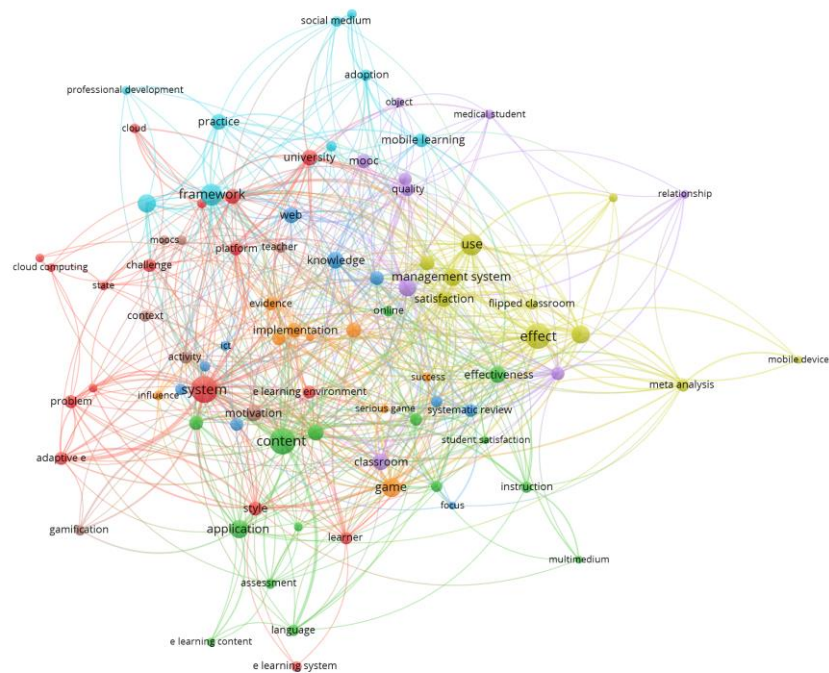 social medium
adoption
professional development
object
medical student
cloud
practice
mobile learning
university
mooc
quality
relationship
framework
web
use
moocs
platform
teacher
knowledge
cloud computing
challenge
management system
state
satisfaction
flipped classroom
evidence
online
context
implementation
effect
ict
activity
mobile device
success
effectiveness
meta analysis
system
e learning environment
influence
problem
serious game
systematic review
motivation
content
student satisfaction
adaptive e
classroom
game
instruction
style
focus
gamification
application
learner
multimedium
assessment
language
e learning content
e learning system